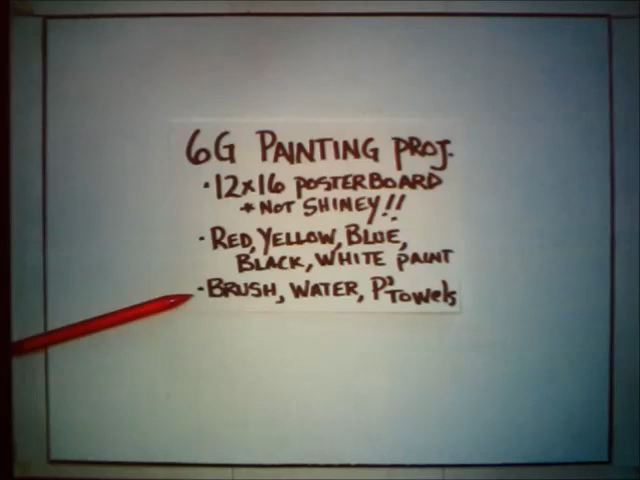 6G PAINTING PROJ.
• 12x16 POSTERBOARD
* NOT SHINEY!!
• RED, YELLOW, BLUE,
BLACK, WHITE PAINT
• BRUSH, WATER, P'TOWELS